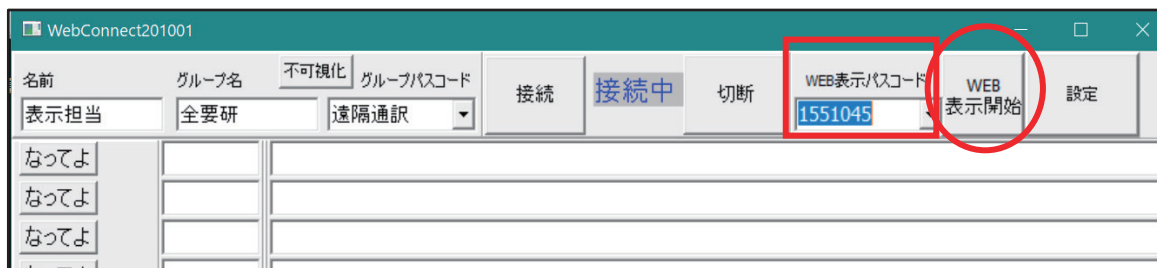 WebConnect201001
名前 グループ名 不可視化 グループパスコード 接続 接続中 切断 WEB表示パスコード WEB 表示開始 設定
表示担当 全要研 遠隔通訳 1551045
なってよ
なってよ
なってよ